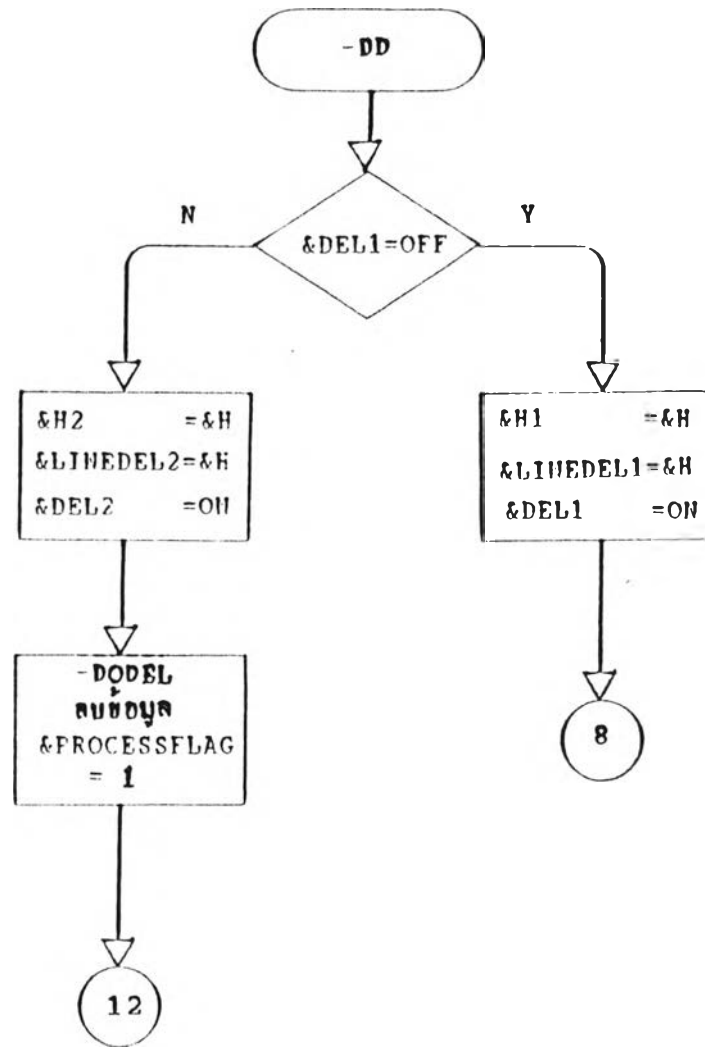 -DD
N
Y
&DEL1=OFF
&H2 =&H
&LINEDEL2=&H
&DEL2 =ON
&H1 =&H
&LINEDEL1=&H
&DEL1 =ON
-DODEL
ลบข้อมูล
&PROCESSFLAG
= 1
8
12